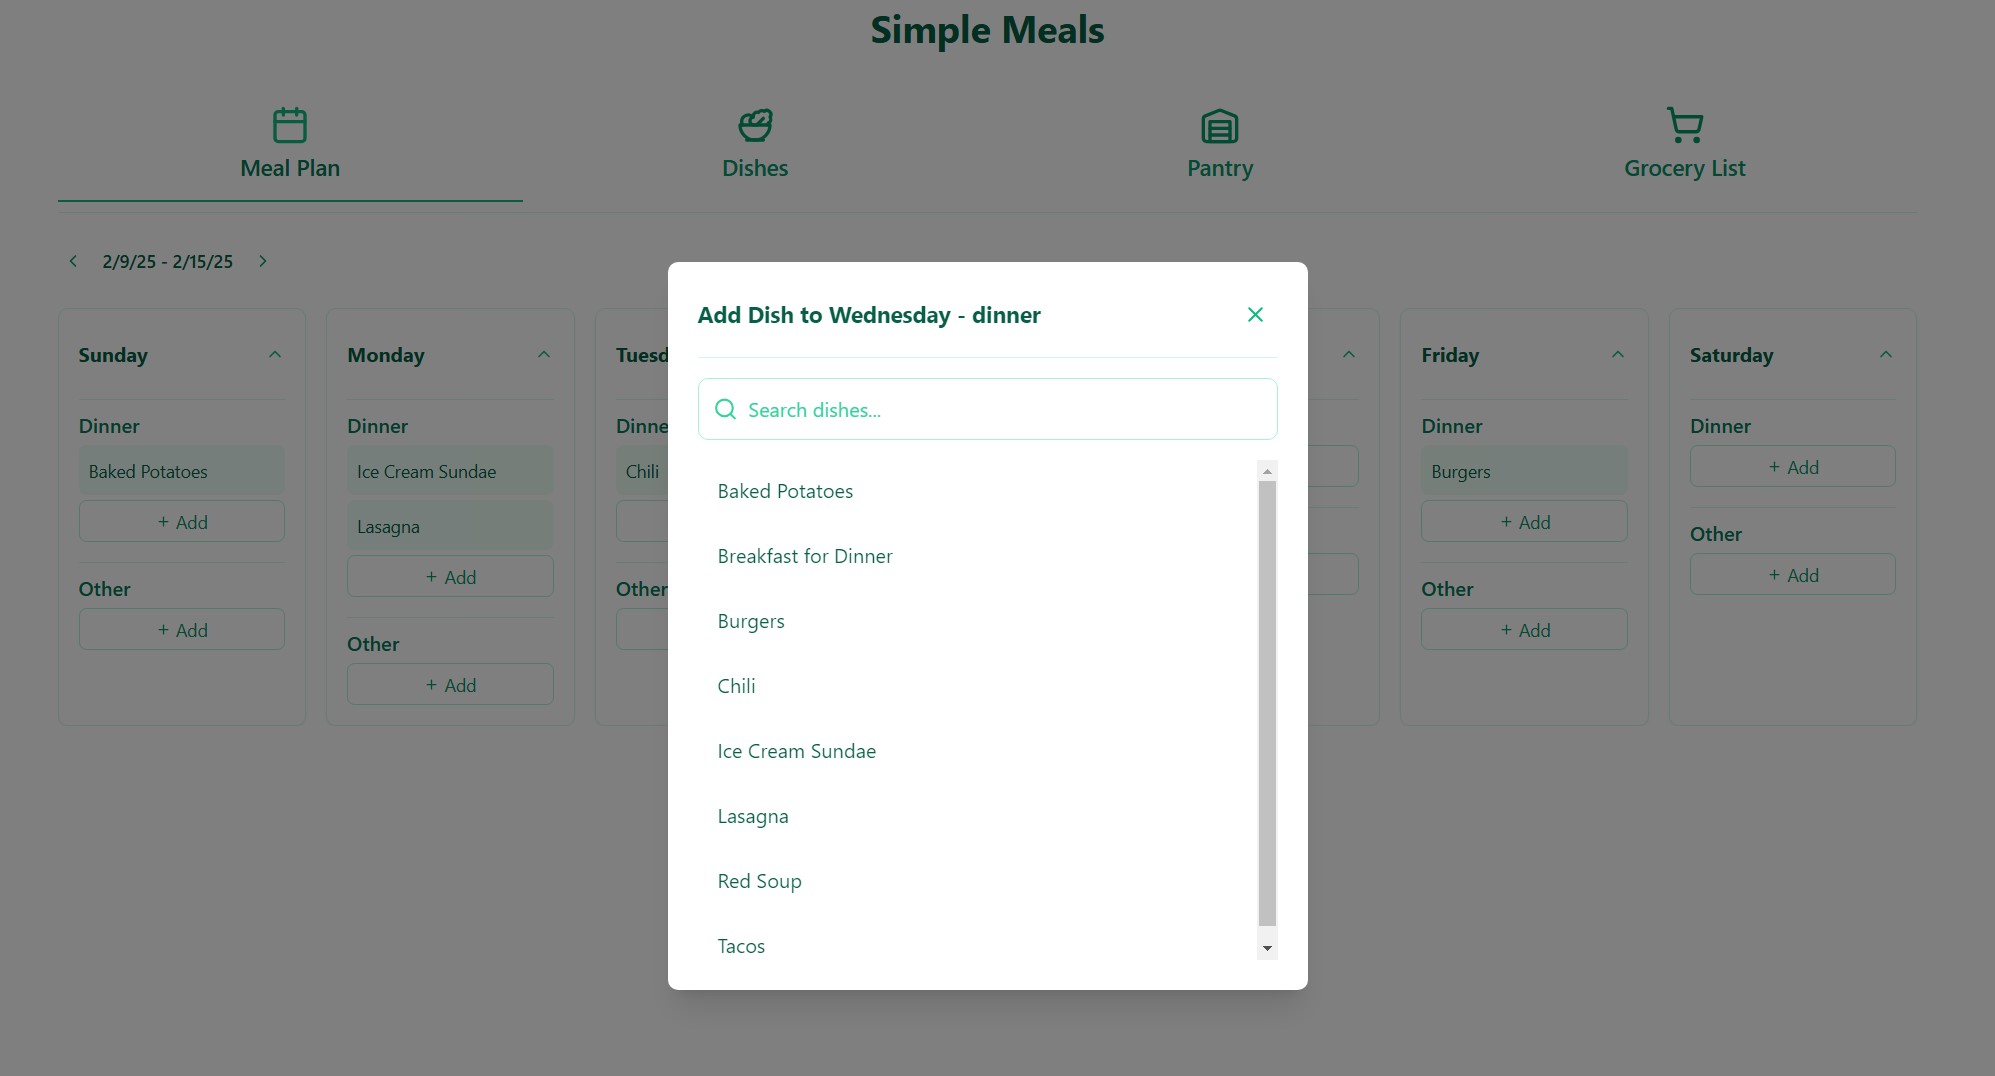 Simple Meals
Meal Plan
Dishes
Pantry
Grocery List
2/9/25 - 2/15/25
Sunday
Dinner
Baked Potatoes
+ Add
Other
+ Add
Monday
Dinner
Ice Cream Sundae
Lasagna
+ Add
Other
+ Add
Tuesd
Dinne
Chili
Other
Add Dish to Wednesday - dinner
Search dishes...
Baked Potatoes
Breakfast for Dinner
Burgers
Chili
Ice Cream Sundae
Lasagna
Red Soup
Tacos
Friday
Dinner
Burgers
+ Add
Other
+ Add
Saturday
Dinner
+ Add
Other
+ Add